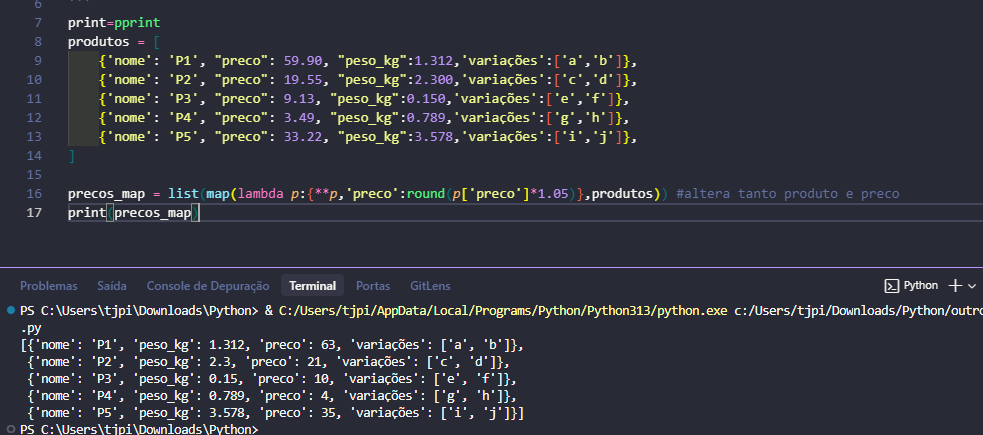 6
7 print=pprint
8 produtos = [
9 {'nome': 'P1', "preco": 59.90, "peso_kg":1.312,'variações':['a','b']},
10 {'nome': 'P2', "preco": 19.55, "peso_kg":2.300,'variações':['c','d']},
11 {'nome': 'P3', "preco": 9.13, "peso_kg":0.150,'variações':['e','f']},
12 {'nome': 'P4', "preco": 3.49, "peso_kg":0.789,'variações':['g','h']},
13 {'nome': 'P5', "preco": 33.22, "peso_kg":3.578,'variações':['i','j']},
14 ]
15
16 precos_map = list(map(lambda p:{**p,'preco':round(p['preco']*1.05)},produtos)) #altera tanto produto e preco
17 print(precos_map)
Problemas Saída Console de Depuração Terminal Portas GitLens Python
PS C:\Users\tjpi\Downloads\Python> & C:/Users/tjpi/AppData/Local/Programs/Python/Python313/python.exe c:/Users/tjpi/Downloads/Python/outro
.py
[{'nome': 'P1', 'peso_kg': 1.312, 'preco': 63, 'variações': ['a', 'b']},
{'nome': 'P2', 'peso_kg': 2.3, 'preco': 21, 'variações': ['c', 'd']},
{'nome': 'P3', 'peso_kg': 0.15, 'preco': 10, 'variações': ['e', 'f']},
{'nome': 'P4', 'peso_kg': 0.789, 'preco': 4, 'variações': ['g', 'h']},
{'nome': 'P5', 'peso_kg': 3.578, 'preco': 35, 'variações': ['i', 'j']}]
PS C:\Users\tjpi\Downloads\Python>